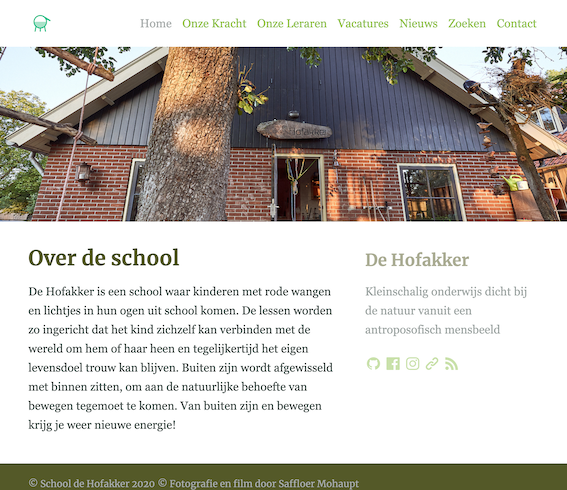 Home Onze Kracht Onze Leraren Vacatures Nieuws Zoeken Contact
Hofakker
Over de school
De Hofakker is een school waar kinderen met rode wangen
en lichtjes in hun ogen uit school komen. De lessen worden
zo ingericht dat het kind zichzelf kan verbinden met de
wereld om hem of haar heen en tegelijkertijd het eigen
levensdoel trouw kan blijven. Buiten zijn wordt afgewisseld
met binnen zitten, om aan de natuurlijke behoefte van
bewegen tegemoet te komen. Van buiten zijn en bewegen
krijg je weer nieuwe energie!
De Hofakker
Kleinschalig onderwijs dicht bij
de natuur vanuit een
antroposofisch mensbeeld
© School de Hofakker 2020 © Fotografie en film door Saffloer Mohaupt